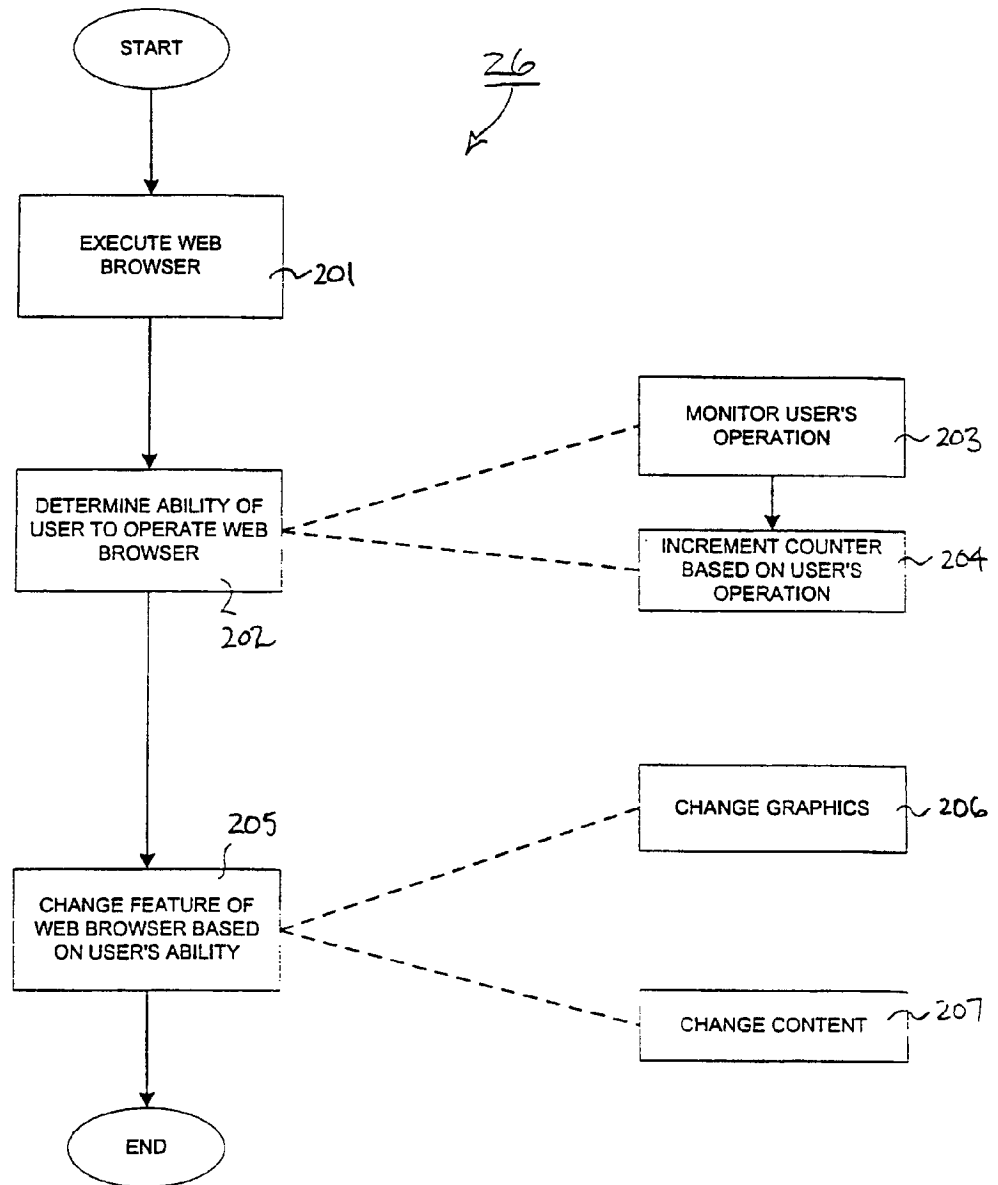 START
26
EXECUTE WEB
BROWSER
201
MONITOR USER'S
OPERATION
203
DETERMINE ABILITY OF
USER TO OPERATE WEB
BROWSER
202
INCREMENT COUNTER
BASED ON USER'S
OPERATION
204
CHANGE GRAPHICS
206
205
CHANGE FEATURE OF
WEB BROWSER BASED
ON USER'S ABILITY
CHANGE CONTENT
207
END